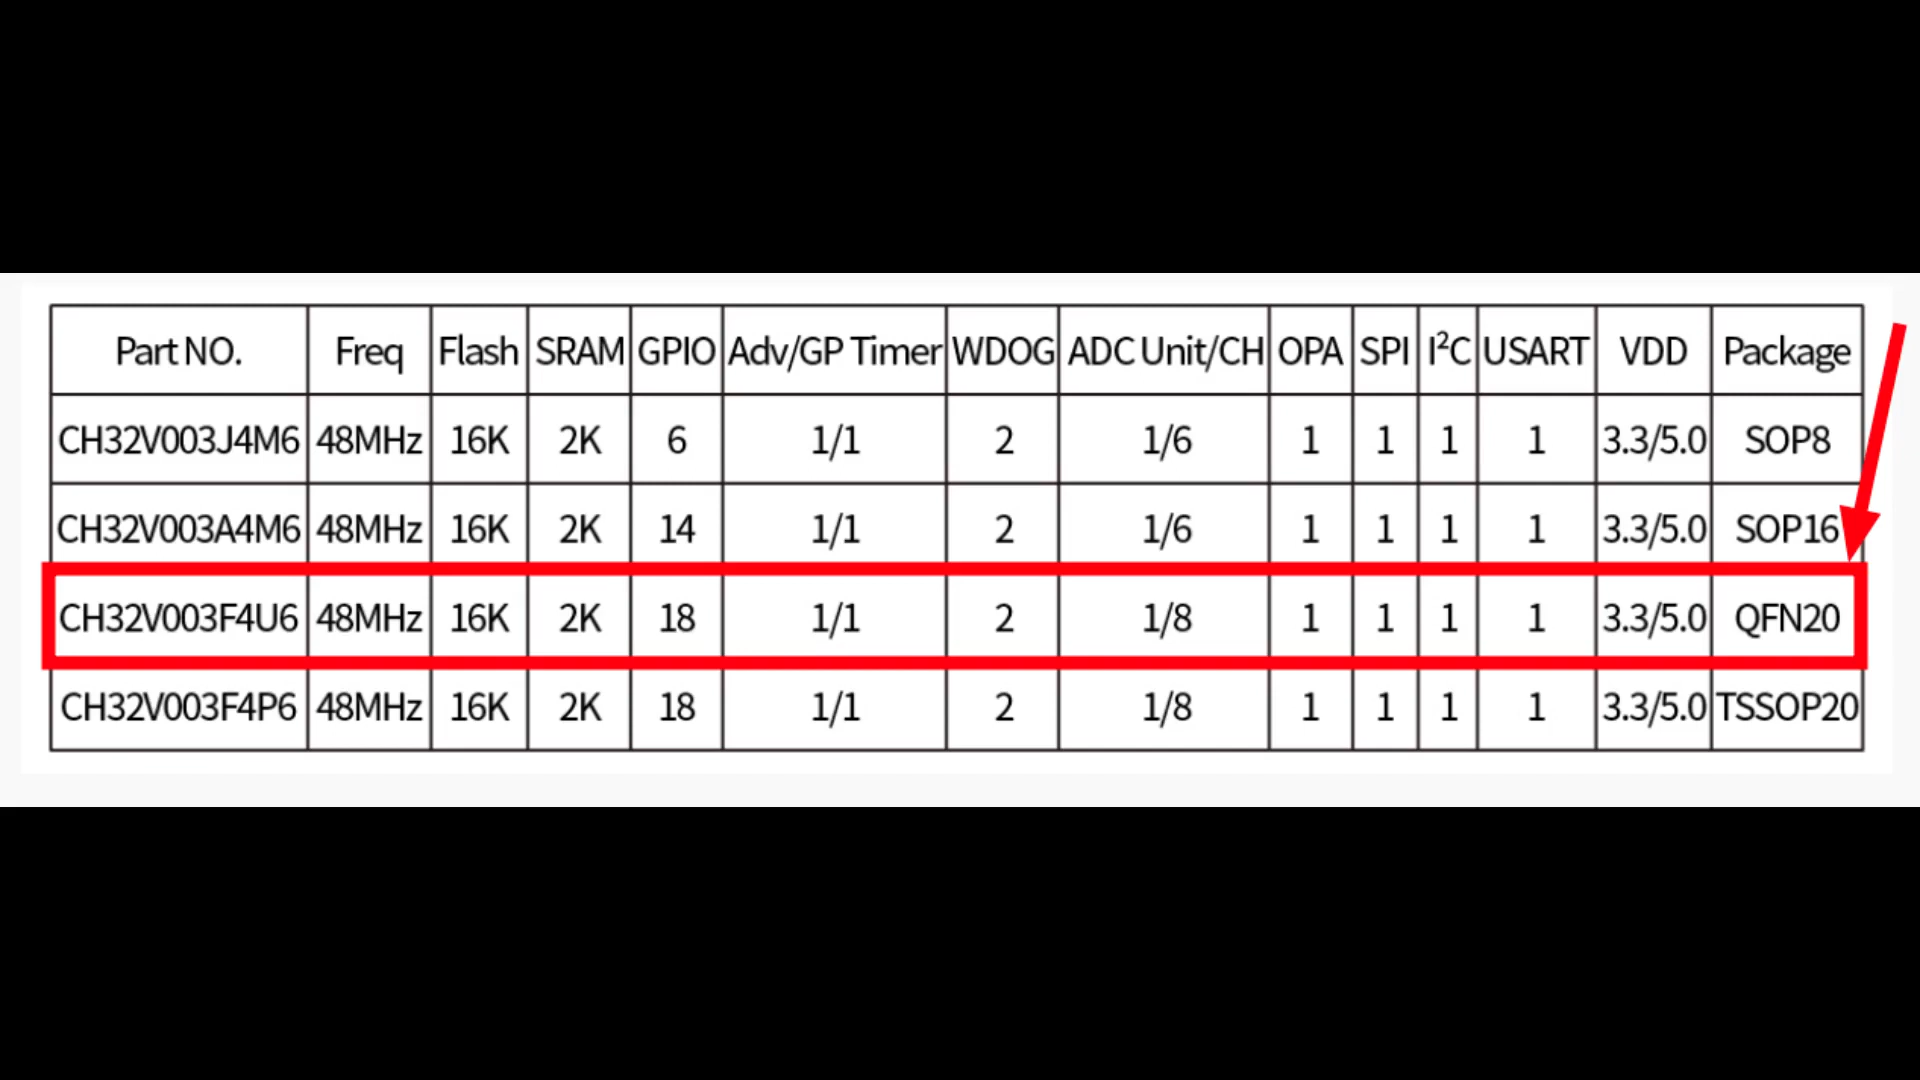 Part NO. Freq Flash SRAM GPIO Adv/GP Timer WDOG ADC Unit/CH OPA SPI I²C USART VDD Package
CH32V003J4M6 48MHz 16K 2K 6 1/1 2 1/6 1 1 1 1 3.3/5.0 SOP8
CH32V003A4M6 48MHz 16K 2K 14 1/1 2 1/6 1 1 1 1 3.3/5.0 SOP16
CH32V003F4U6 48MHz 16K 2K 18 1/1 2 1/8 1 1 1 1 3.3/5.0 QFN20
CH32V003F4P6 48MHz 16K 2K 18 1/1 2 1/8 1 1 1 1 3.3/5.0 TSSOP20